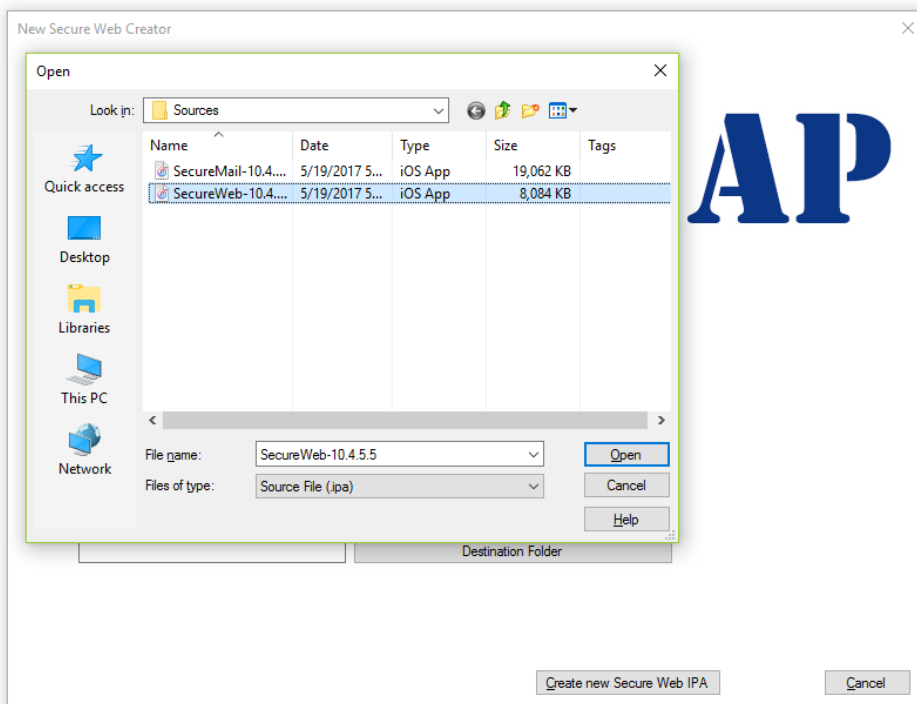 New Secure Web Creator
Open
Look in: Sources
Name Date Type Size Tags
SecureMail-10.4.... 5/19/2017 5... iOS App 19,062 KB
SecureWeb-10.4.... 5/19/2017 5... iOS App 8,084 KB
Quick access
Desktop
Libraries
This PC
Network
File name: SecureWeb-10.4.5.5 Open
Files of type: Source File (.ipa) Cancel
Help
AP
Destination Folder
Create new Secure Web IPA Cancel